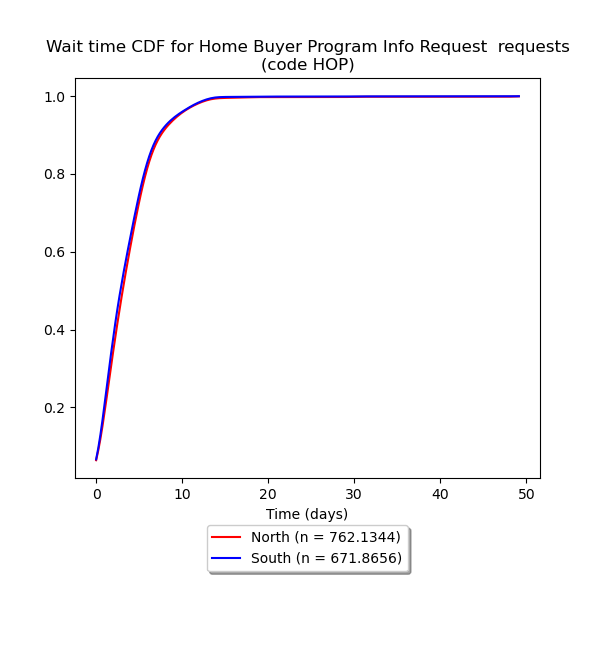 Wait time CDF for Home Buyer Program Info Request  requests
(code HOP)
1.0
0.8
0.6
0.4
0.2
0 10 20 30 40 50
Time (days)
North (n = 762.1344)
South (n = 671.8656)